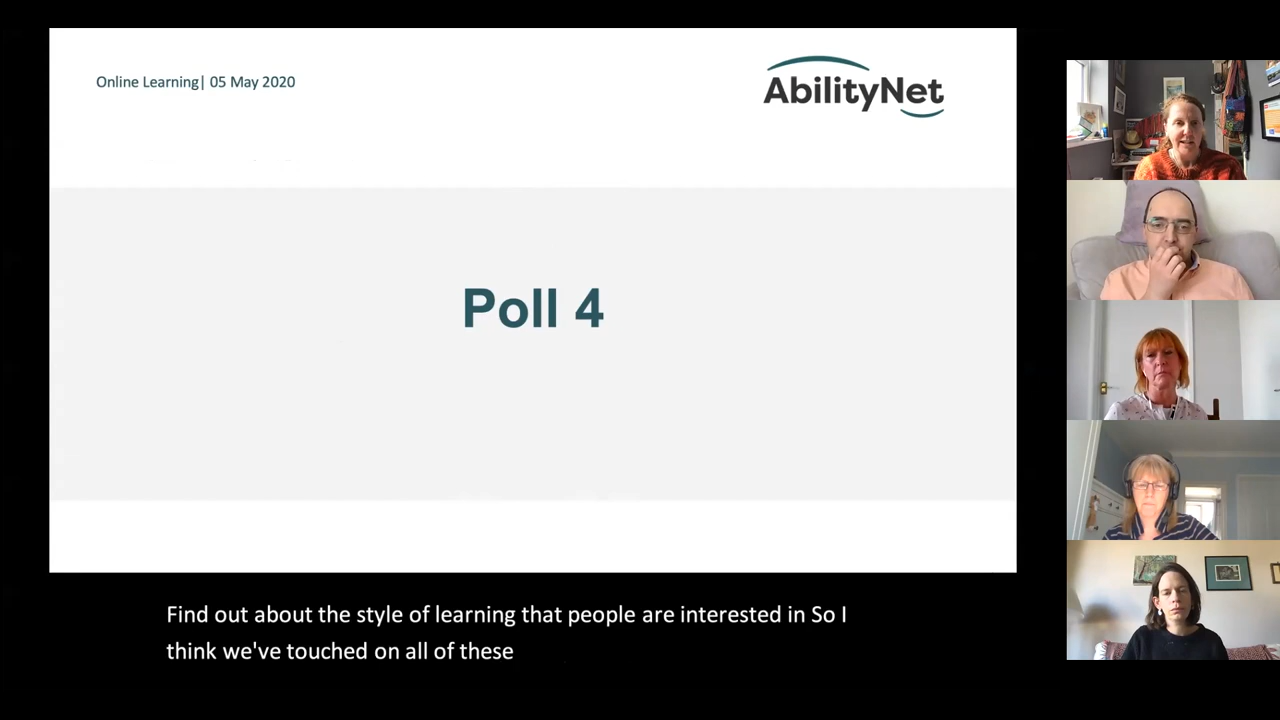 Online Learning| 05 May 2020
AbilityNet
Poll 4
Find out about the style of learning that people are interested in So I
think we've touched on all of these